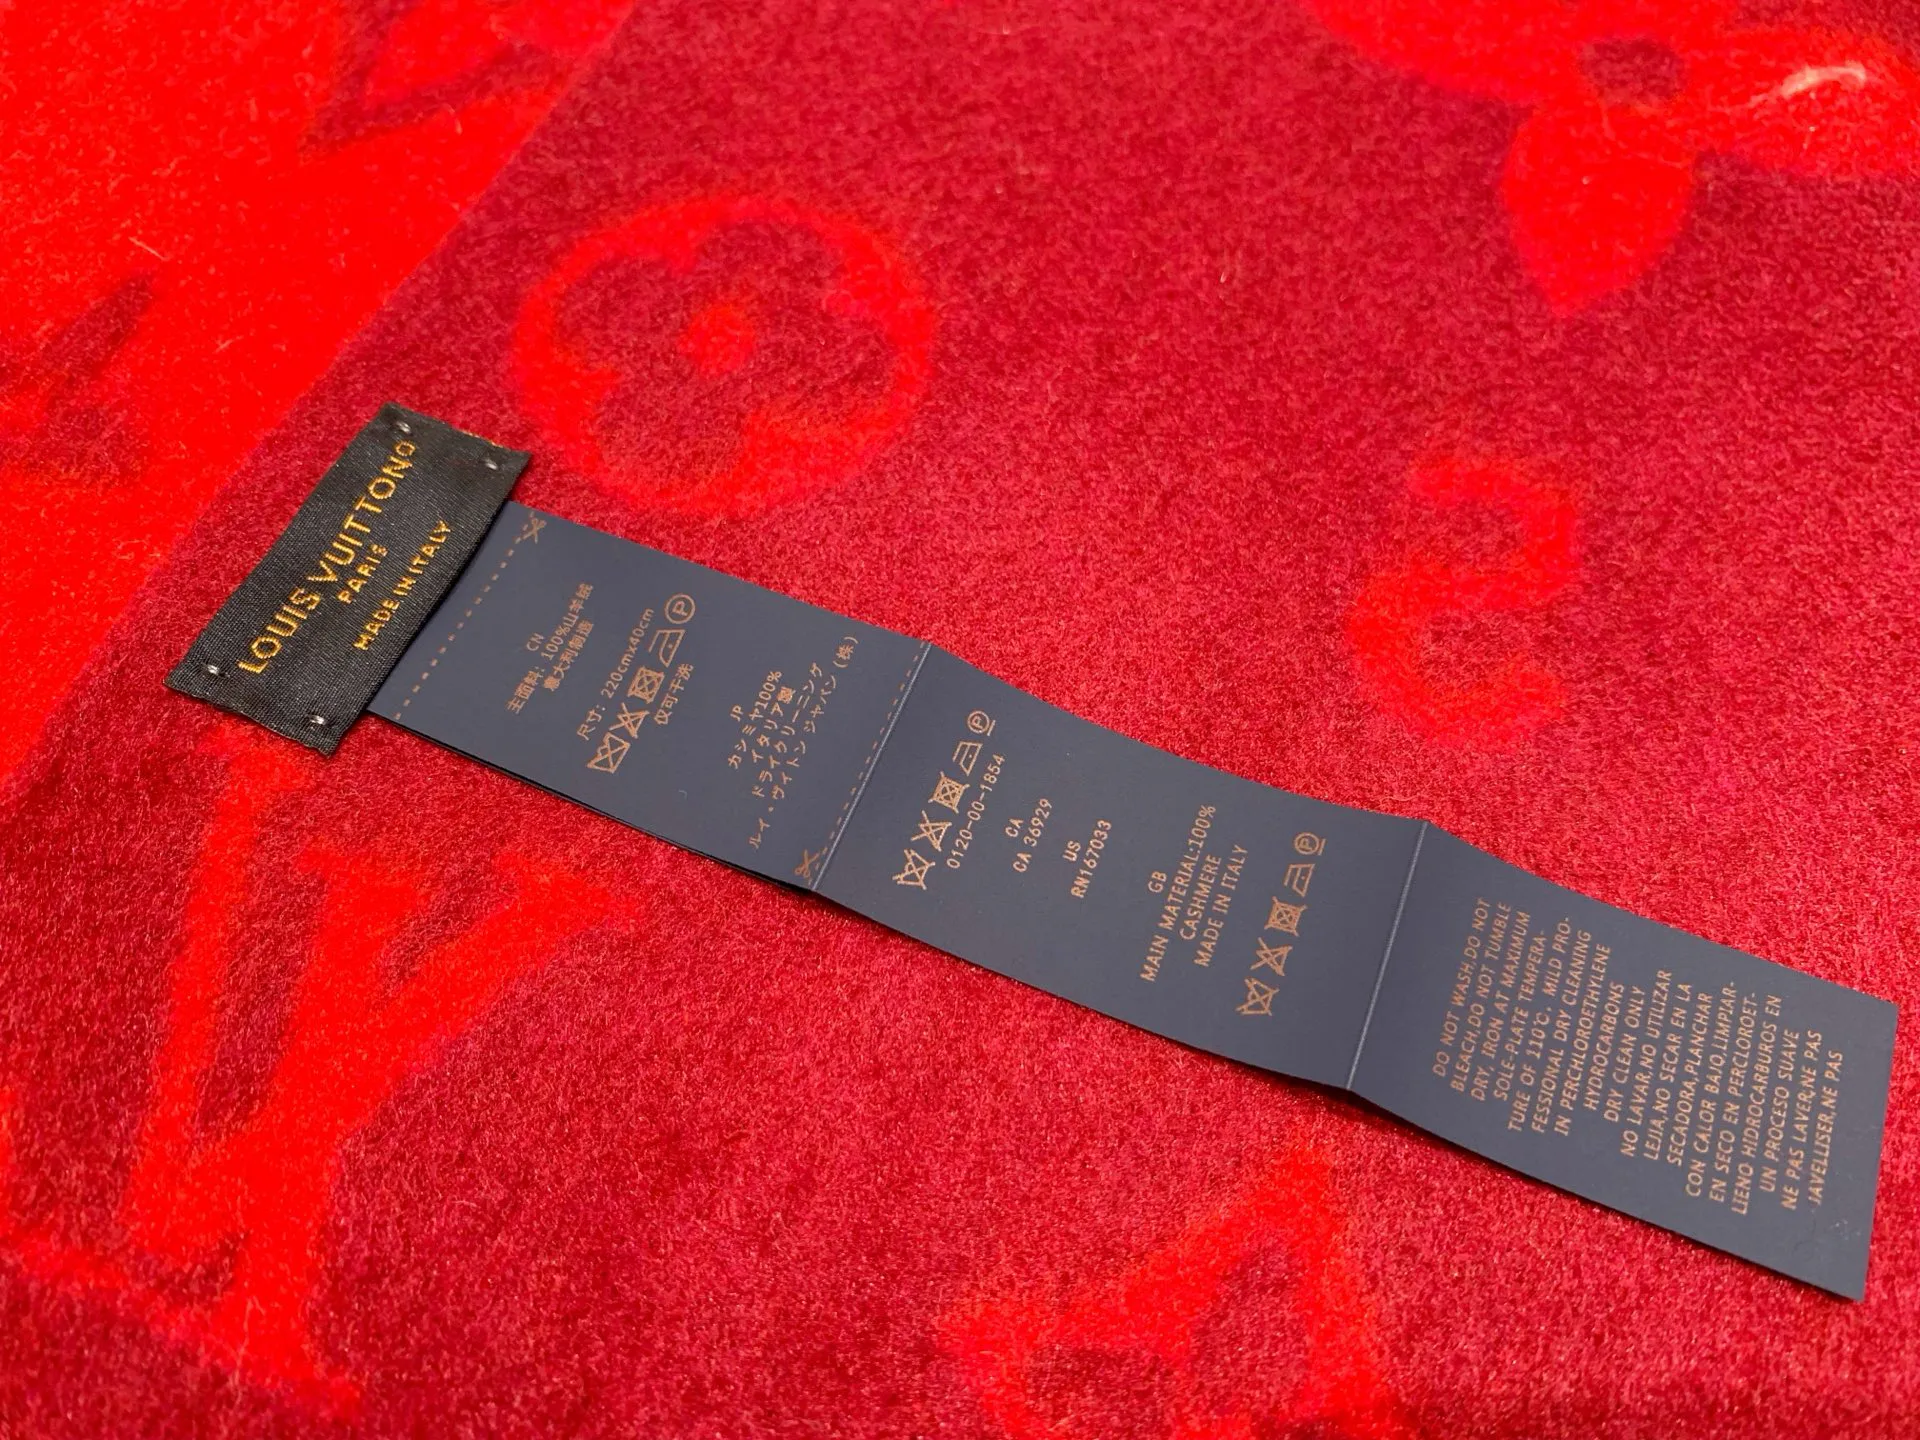 LOUIS VUITTON®
PARIS
MADE IN ITALY
CN
主面料: 100%山羊绒
意大利制造
尺寸: 220cmx40cm
P
仅可干洗
JP
カシミヤ100%
イタリア製
ドライクリーニング
ルイ・ヴィトン ジャパン (株)
P
0120-00-1854
CA
CA 36929
US
RN167033
GB
MAIN MATERIAL:100%
CASHMERE
MADE IN ITALY
P
DO NOT WASH.DO NOT
BLEACH.DO NOT TUMBLE
DRY, IRON AT MAXIMUM
SOLE-PLATE TEMPERA-
TURE OF 110℃. MILD PRO-
FESSIONAL DRY CLEANING
IN PERCHLOROETHYLENE
HYDROCARBONS
DRY CLEAN ONLY
NO LAVAR.NO UTILIZAR
LEJIA.NO SECAR EN LA
SECADORA,PLANCHAR
CON CALOR BAJO,LIMPIAR-
EN SECO EN PERCLOROET-
LIENO HIDROCARBUROS EN
UN PROCESO SUAVE
NE PAS LAVER,NE PAS
JAVELLISER.NE PAS